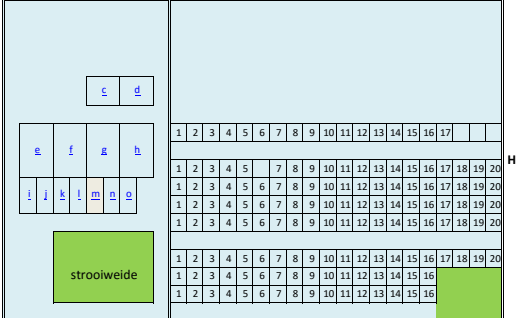 c d
1 2 3 4 5 6 7 8 9 10 11 12 13 14 15 16 17
e f g h
1 2 3 4 5 7 8 9 10 11 12 13 14 15 16 17 18 19 20
H
i j k l m n o
1 2 3 4 5 6 7 8 9 10 11 12 13 14 15 16 17 18 19 20
1 2 3 4 5 6 7 8 9 10 11 12 13 14 15 16 17 18 19 20
1 2 3 4 5 6 7 8 9 10 11 12 13 14 15 16 17 18 19 20
1 2 3 4 5 6 7 8 9 10 11 12 13 14 15 16 17 18 19 20
strooiweide
1 2 3 4 5 6 7 8 9 10 11 12 13 14 15 16
1 2 3 4 5 6 7 8 9 10 11 12 13 14 15 16